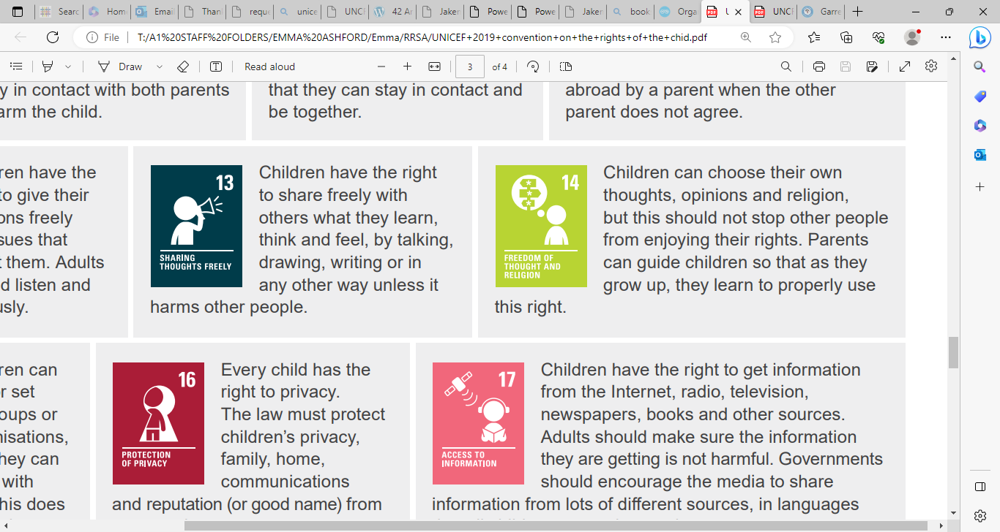 Searc
Hom
Email
Than
reque
unice
UNCI
42 Ar
Jaker
Powe
Powe
Jaker
book
Orga
UNCI
Garre
File
T:/A1%20STAFF%20FOLDERS/EMMA%20ASHFORD/Emma/RRSA/UNICEF+2019+convention+on+the+rights+of+the+chid.pdf
Draw
Read aloud
3
of 4
y in contact with both parents
arm the child.
that they can stay in contact and
be together.
abroad by a parent when the other
parent does not agree.
ren have the
to give their
ons freely
sues that
t them. Adults
d listen and
usly.
13
SHARING
THOUGHTS FREELY
Children have the right
to share freely with
others what they learn,
think and feel, by talking,
drawing, writing or in
any other way unless it
harms other people.
14
FREEDOM OF
THOUGHT AND
RELIGION
Children can choose their own
thoughts, opinions and religion,
but this should not stop other people
from enjoying their rights. Parents
can guide children so that as they
grow up, they learn to properly use
this right.
ren can
r set
oups or
nisations,
hey can
with
his does
16
PROTECTION
OF PRIVACY
Every child has the
right to privacy.
The law must protect
children’s privacy,
family, home,
communications
and reputation (or good name) from
17
ACCESS TO
INFORMATION
Children have the right to get information
from the Internet, radio, television,
newspapers, books and other sources.
Adults should make sure the information
they are getting is not harmful. Governments
should encourage the media to share
information from lots of different sources, in languages